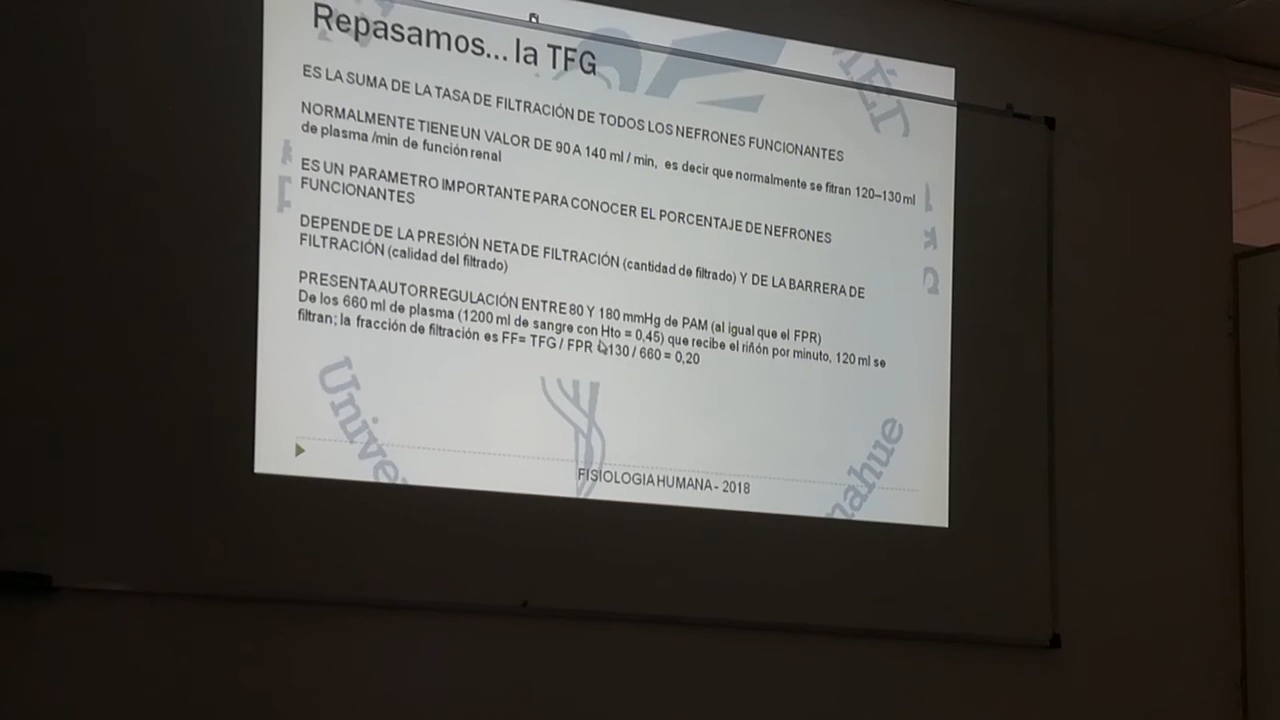 Repasamos... la TFG
ES LA SUMA DE LA TASA DE FILTRACIÓN DE TODOS LOS NEFRONES FUNCIONANTES
NORMALMENTE TIENE UN VALOR DE 90 A 140 ml / min, es decir que normalmente se fitran 120–130 ml
de plasma /min de función renal
ES UN PARAMETRO IMPORTANTE PARA CONOCER EL PORCENTAJE DE NEFRONES
FUNCIONANTES
DEPENDE DE LA PRESIÓN NETA DE FILTRACIÓN (cantidad de filtrado) Y DE LA BARRERA DE
FILTRACIÓN (calidad del filtrado)
PRESENTA AUTORREGULACIÓN ENTRE 80 Y 180 mmHg de PAM (al igual que el FPR)
De los 660 ml de plasma (1200 ml de sangre con Hto = 0,45) que recibe el riñón por minuto, 120 ml se
filtran; la fracción de filtración es FF= TFG / FPR 130 / 660 = 0,20
Unive
nahue
FISIOLOGIA HUMANA - 2018